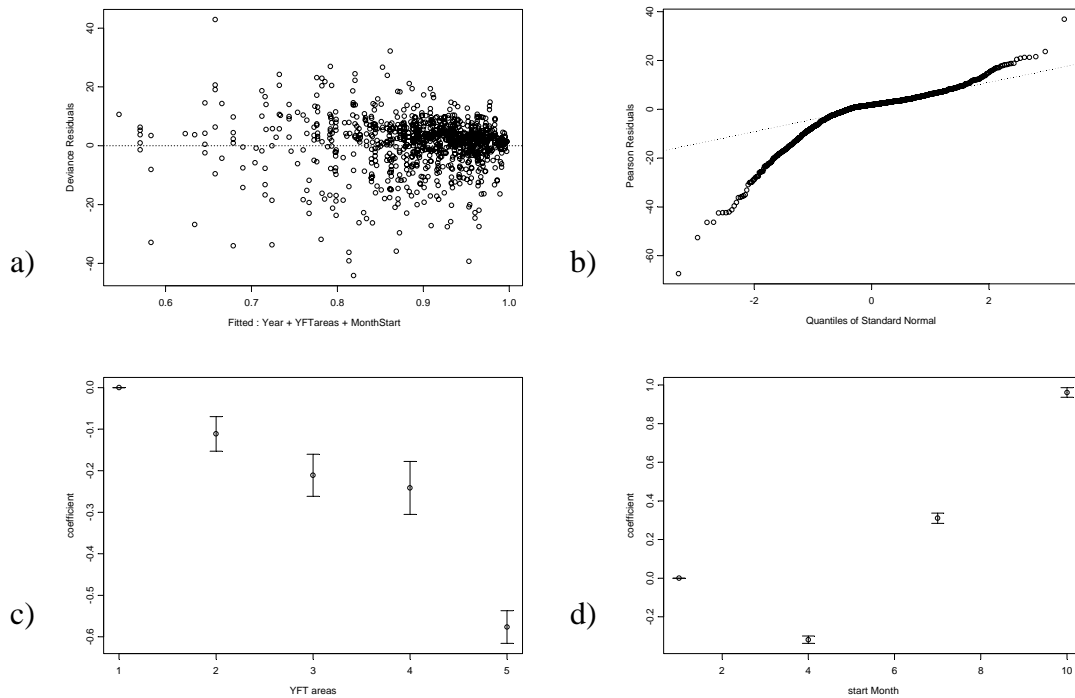 40
20
0
-20
-40
Deviance Residuals
0.6 0.7 0.8 0.9 1.0
Fitted : Year + YFTareas + MonthStart
a)
40
20
0
-20
-40
-60
Pearson Residuals
-2 0 2
Quantiles of Standard Normal
b)
0.0
-0.1
-0.2
-0.3
-0.4
-0.5
-0.6
coefficient
1 2 3 4 5
YFT areas
c)
1.0
0.8
0.6
0.4
0.2
0.0
-0.2
coefficient
2 4 6 8 10
start Month
d)